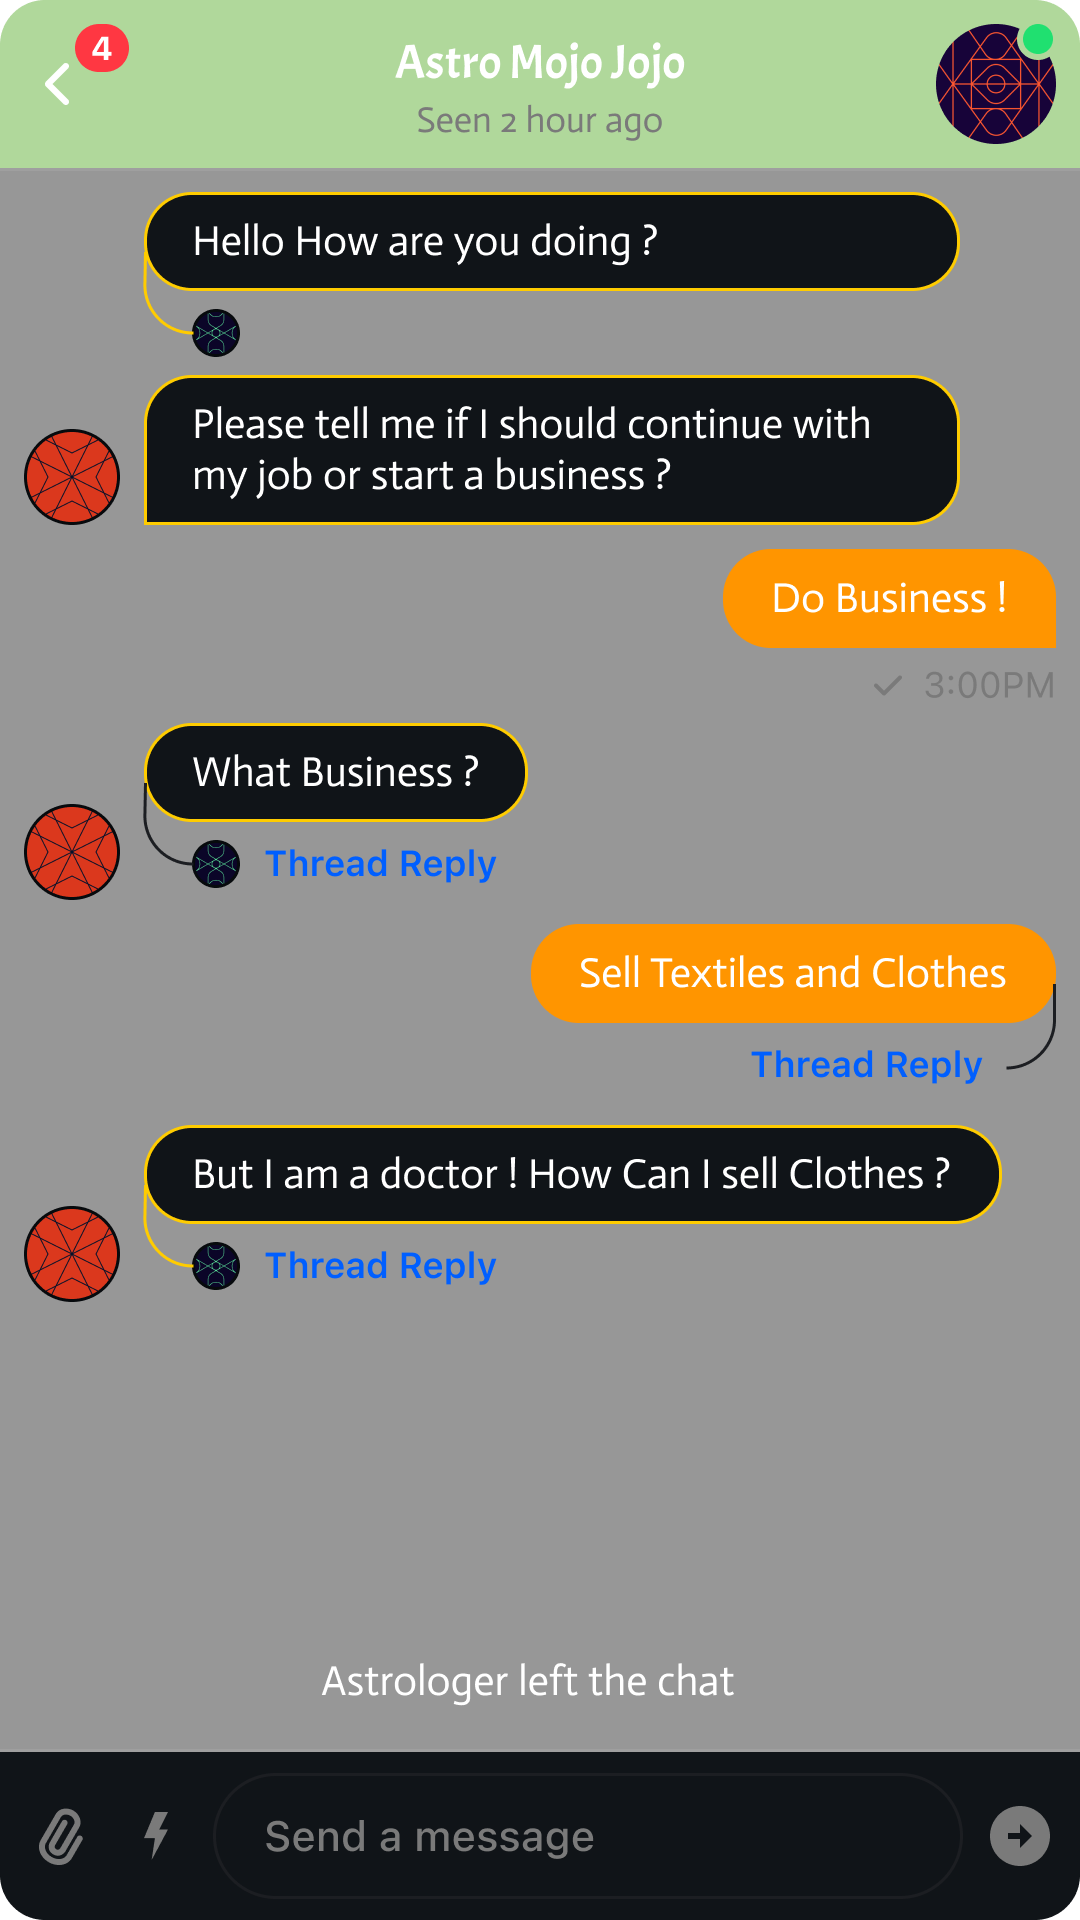 4
Astro Mojo Jojo
Seen 2 hour ago
Hello How are you doing ?
Please tell me if I should continue with
my job or start a business ?
Do Business !
3:00PM
What Business ?
Thread Reply
Sell Textiles and Clothes
Thread Reply
But I am a doctor ! How Can I sell Clothes ?
Thread Reply
Astrologer left the chat
Send a message